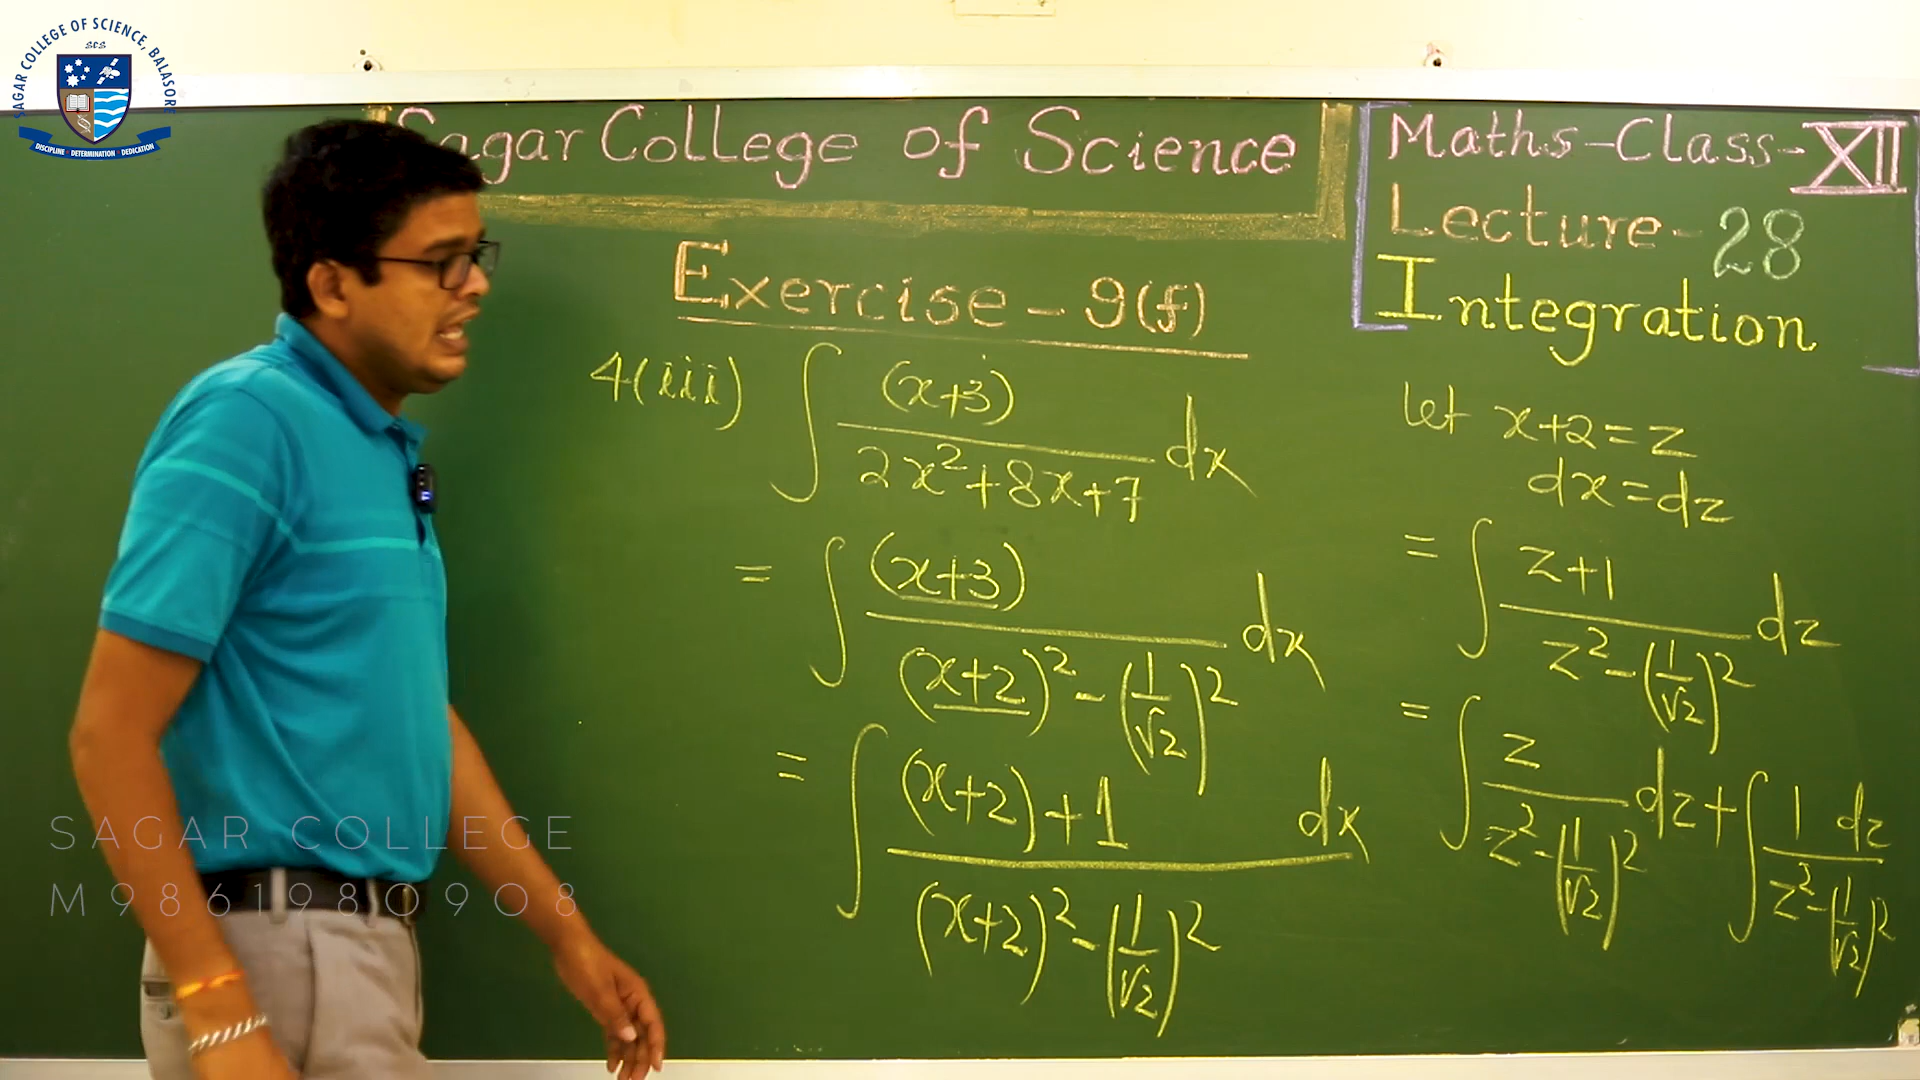 SAGAR COLLEGE OF SCIENCE, BALASORE
SCS
DISCIPLINE DETERMINATION DEDICATION
Sagar College of Science
Maths-Class-XII
Lecture-28
Integration
Exercise-9(f)
4(iii) ∫ (x+3) / (2x²+8x+7) dx
= ∫ (x+3) / ((x+2)² - (1/√2)²) dx
= ∫ ((x+2)+1) / ((x+2)² - (1/√2)²) dx
let x+2=z
dx=dz
= ∫ (z+1) / (z² - (1/√2)²) dz
= ∫ z / (z² - (1/√2)²) dz + ∫ 1 dz / (z² - (1/√2)²)
SAGAR COLLEGE
M9861980908